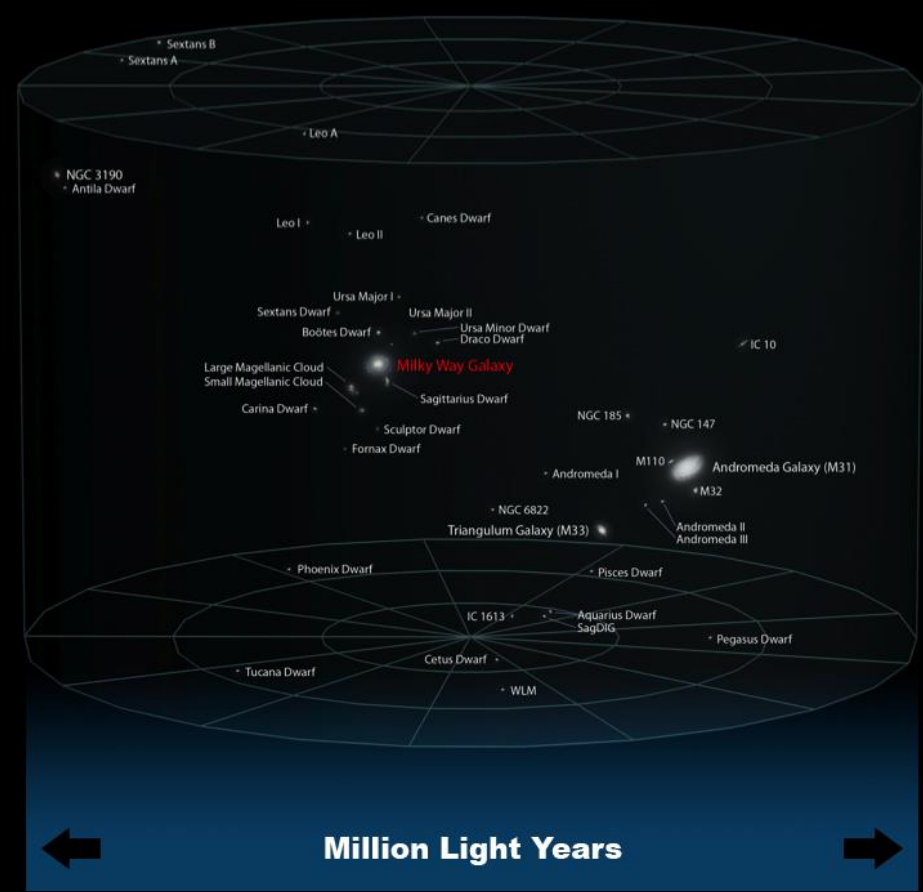 Sextans B
Sextans A
Leo A
NGC 3190
Antila Dwarf
Canes Dwarf
Leo I
Leo II
Ursa Major I
Sextans Dwarf
Ursa Major II
Ursa Minor Dwarf
Boötes Dwarf
Draco Dwarf
IC 10
Milky Way Galaxy
Large Magellanic Cloud
Small Magellanic Cloud
Sagittarius Dwarf
Carina Dwarf
NGC 185
NGC 147
Sculptor Dwarf
Fornax Dwarf
M110
Andromeda Galaxy (M31)
Andromeda I
M32
NGC 6822
Andromeda II
Triangulum Galaxy (M33)
Andromeda III
Phoenix Dwarf
Pisces Dwarf
IC 1613
Aquarius Dwarf
SagDIG
Pegasus Dwarf
Cetus Dwarf
Tucana Dwarf
WLM
Million Light Years